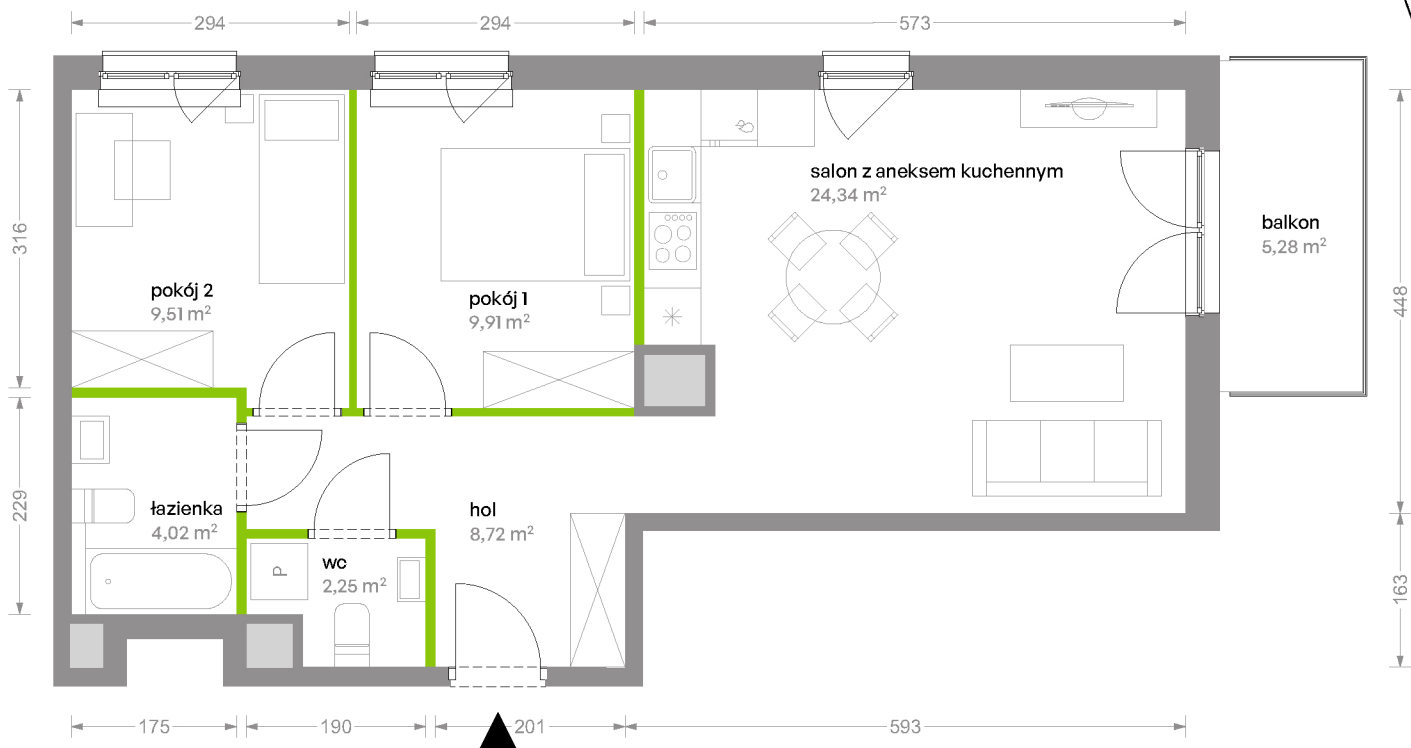 294
294
573
316
229
448
163
salon z aneksem kuchennym
24,34 m²
balkon
5,28 m²
pokój 2
9,51 m²
pokój 1
9,91 m²
łazienka
4,02 m²
hol
8,72 m²
wc
2,25 m²
P
175
190
201
593